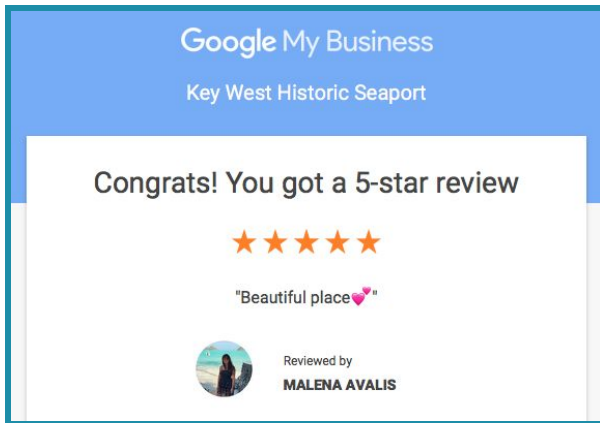 Google My Business
Key West Historic Seaport
Congrats! You got a 5-star review
"Beautiful place💕"
Reviewed by
MALENA AVALIS